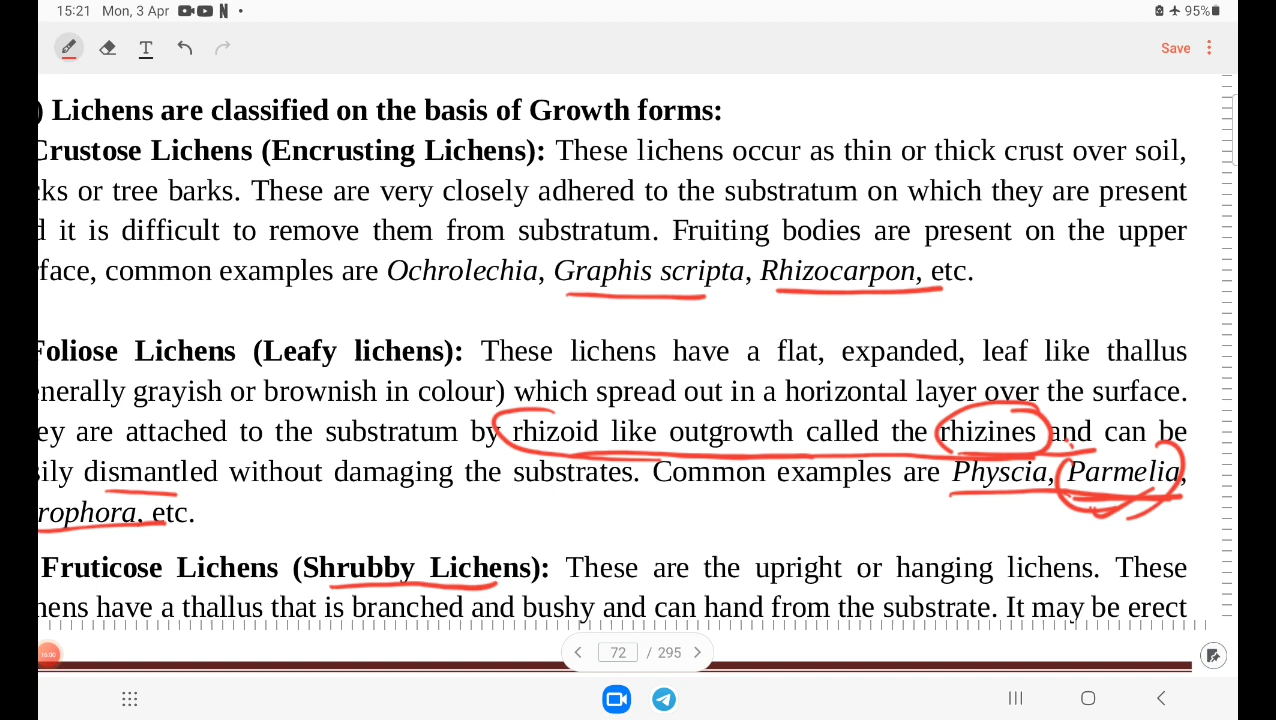 15:21 Mon, 3 Apr N • 95%
T Save
) Lichens are classified on the basis of Growth forms:
Crustose Lichens (Encrusting Lichens): These lichens occur as thin or thick crust over soil,
cks or tree barks. These are very closely adhered to the substratum on which they are present
d it is difficult to remove them from substratum. Fruiting bodies are present on the upper
rface, common examples are Ochrolechia, Graphis scripta, Rhizocarpon, etc.
Foliose Lichens (Leafy lichens): These lichens have a flat, expanded, leaf like thallus
enerally grayish or brownish in colour) which spread out in a horizontal layer over the surface.
ey are attached to the substratum by rhizoid like outgrowth called the rhizines and can be
sily dismantled without damaging the substrates. Common examples are Physcia, Parmelia,
rophora, etc.
Fruticose Lichens (Shrubby Lichens): These are the upright or hanging lichens. These
hens have a thallus that is branched and bushy and can hand from the substrate. It may be erect
72 / 295